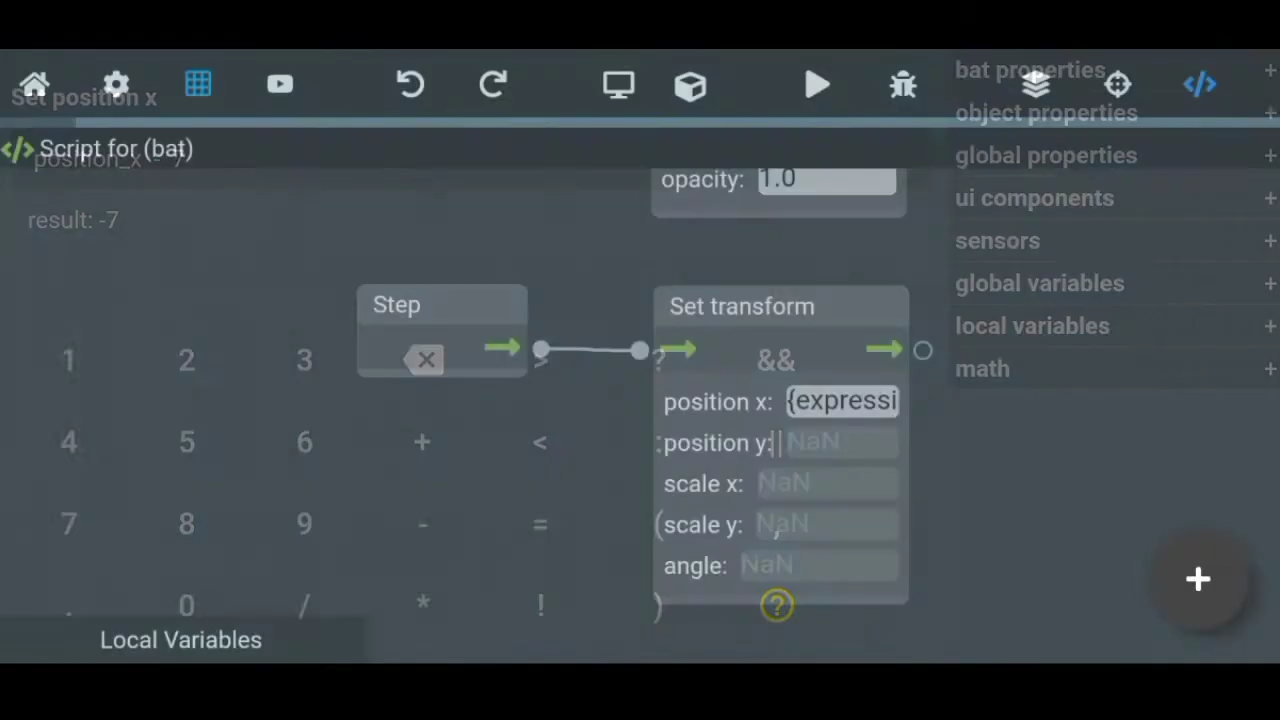 bat properties +
Set position x
object properties +
Script for (bat)
position_x - 7
global properties +
opacity: 1.0
ui components +
result: -7
sensors +
global variables +
Step
Set transform
local variables +
1 2 3 > ? &&
math +
position x: {expressi
4 5 6 + < :
position y: NaN
scale x: NaN
7 8 9 - = ( ,
scale y: NaN
angle: NaN
+
. 0 / * ! ) ?
Local Variables